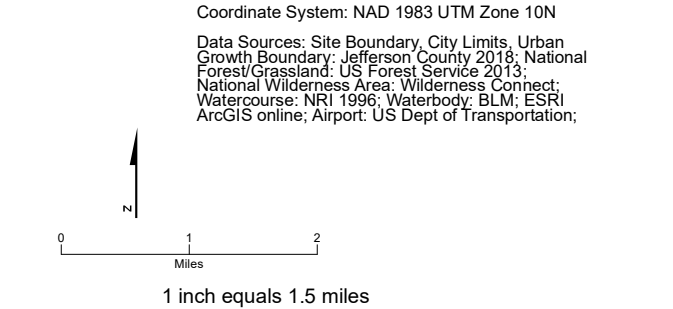 Coordinate System: NAD 1983 UTM Zone 10N
Data Sources: Site Boundary, City Limits, Urban
Growth Boundary: Jefferson County 2018; National
Forest/Grassland: US Forest Service 2013;
National Wilderness Area: Wilderness Connect;
Watercourse: NRI 1996; Waterbody: BLM; ESRI
ArcGIS online; Airport: US Dept of Transportation;
N
0 1 2
Miles
1 inch equals 1.5 miles